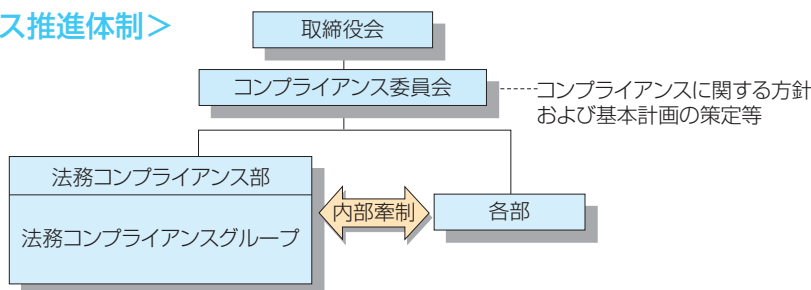 ス推進体制＞
取締役会
コンプライアンス委員会
コンプライアンスに関する方針
および基本計画の策定等
法務コンプライアンス部
法務コンプライアンスグループ
内部牽制
各部